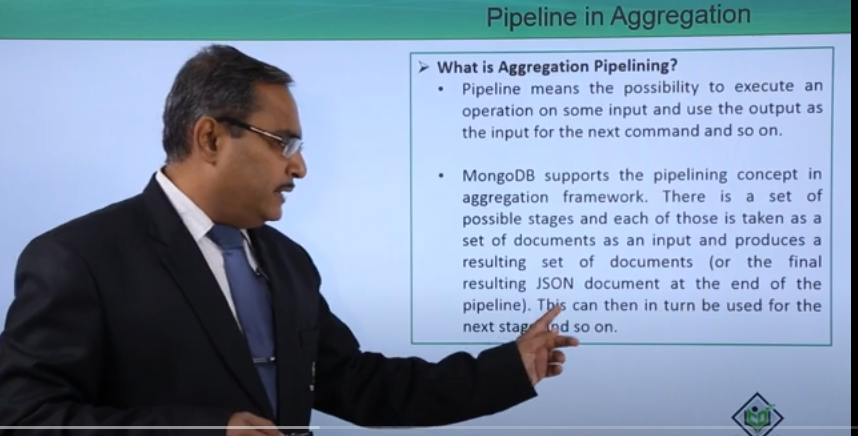 Pipeline in Aggregation
➢ What is Aggregation Pipelining?
• Pipeline means the possibility to execute an
operation on some input and use the output as
the input for the next command and so on.
• MongoDB supports the pipelining concept in
aggregation framework. There is a set of
possible stages and each of those is taken as a
set of documents as an input and produces a
resulting set of documents (or the final
resulting JSON document at the end of the
pipeline). This can then in turn be used for the
next so on.